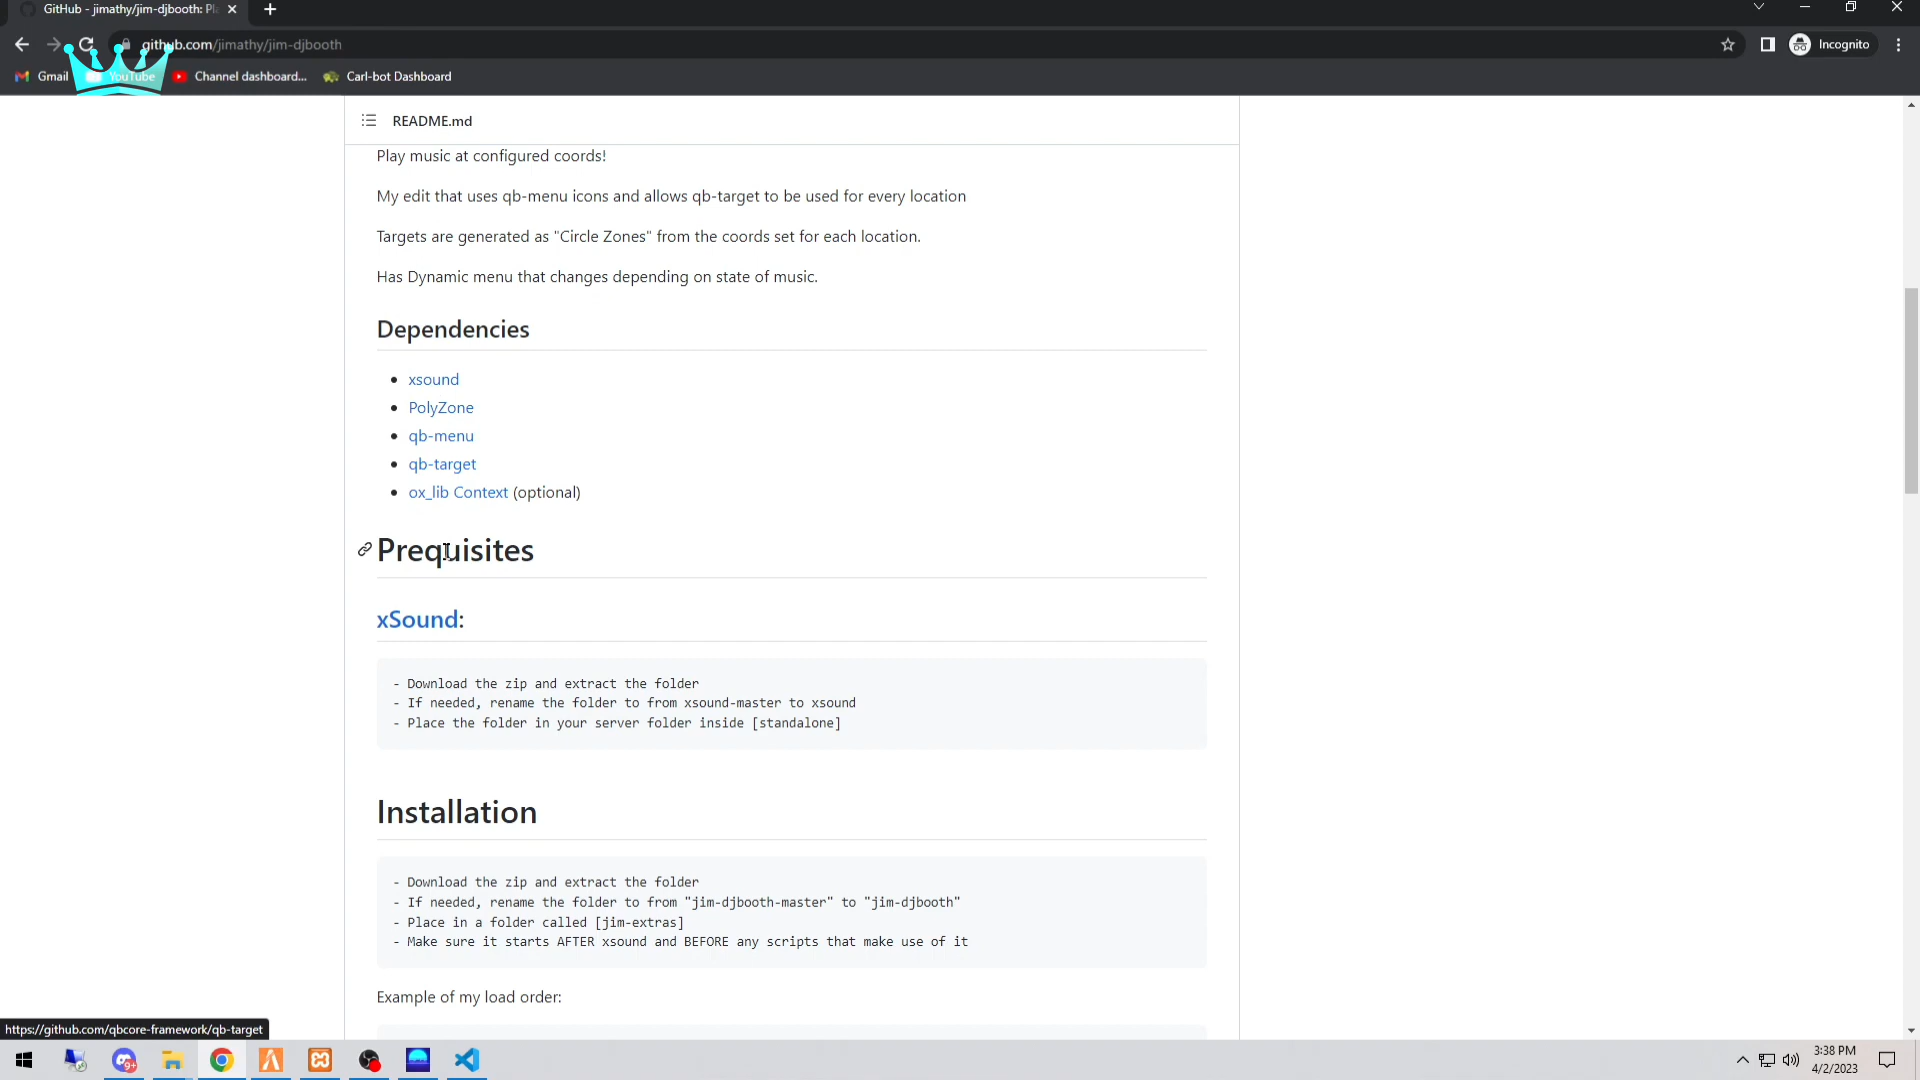 GitHub - jimathy/jim-djbooth: Pl
github.com/jimathy/jim-djbooth
Incognito
Gmail
YouTube
Channel dashboard...
Carl-bot Dashboard
README.md
Play music at configured coords!
My edit that uses qb-menu icons and allows qb-target to be used for every location
Targets are generated as "Circle Zones" from the coords set for each location.
Has Dynamic menu that changes depending on state of music.
Dependencies
xsound
PolyZone
qb-menu
qb-target
ox_lib Context (optional)
Prequisites
xSound:
- Download the zip and extract the folder
- If needed, rename the folder to from xsound-master to xsound
- Place the folder in your server folder inside [standalone]
Installation
- Download the zip and extract the folder
- If needed, rename the folder to from "jim-djbooth-master" to "jim-djbooth"
- Place in a folder called [jim-extras]
- Make sure it starts AFTER xsound and BEFORE any scripts that make use of it
Example of my load order:
https://github.com/qbcore-framework/qb-target
9+
3:38 PM
4/2/2023